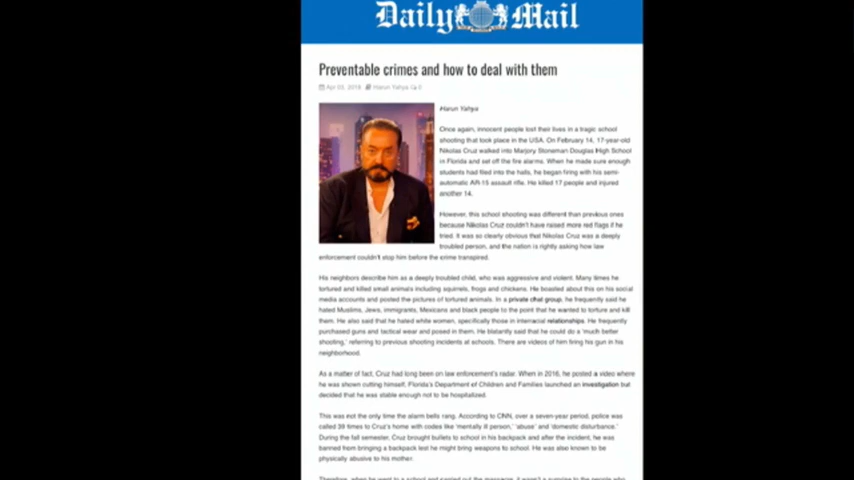 Daily Mail
Preventable crimes and how to deal with them
Apr 09, 2018 Harun Yahya 0
Harun Yahya
Once again, innocent people lost their lives in a tragic school
shooting that took place in the USA. On February 14, 17-year-old
Nikolas Cruz walked into Marjory Stoneman Douglas High School
in Florida and set off the fire alarms. When he made sure enough
students had filed into the halls, he began firing with his semi-
automatic AR-15 assault rifle. He killed 17 people and injured
another 14.
However, this school shooting was different than previous ones
because Nikolas Cruz couldn't have raised more red flags if he
tried. It was so clearly obvious that Nikolas Cruz was a deeply
troubled person, and the nation is rightly asking how law
enforcement couldn't stop him before the crime transpired.
His neighbors describe him as a deeply troubled child, who was aggressive and violent. Many times he
tortured and killed small animals including squirrels, frogs and chickens. He boasted about this on his social
media accounts and posted the pictures of tortured animals. In a private chat group, he frequently said he
hated Muslims, Jews, immigrants, Mexicans and black people to the point that he wanted to torture and kill
them. He also said that he hated white women, specifically those in interracial relationships. He frequently
purchased guns and tactical wear and posed in them. He blatantly said that he could do a 'much better
shooting,' referring to previous shooting incidents at schools. There are videos of him firing his gun in his
neighborhood.
As a matter of fact, Cruz had long been on law enforcement's radar. When in 2016, he posted a video where
he was shown cutting himself, Florida's Department of Children and Families launched an investigation but
decided that he was stable enough not to be hospitalized.
This was not the only time the alarm bells rang. According to CNN, over a seven-year period, police was
called 39 times to Cruz's home with codes like 'mentally ill person,' 'abuse' and 'domestic disturbance.'
During the fall semester, Cruz brought bullets to school in his backpack and after the incident, he was
banned from bringing a backpack lest he might bring weapons to school. He was also known to be
physically abusive to his mother.